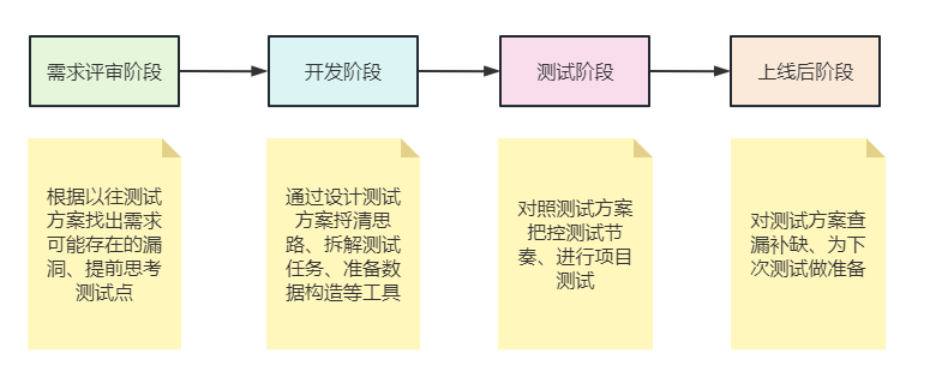 需求评审阶段
开发阶段
测试阶段
上线后阶段
根据以往测试
方案找出需求
可能存在的漏
洞、提前思考
测试点
通过设计测试
方案捋清思
路、拆解测试
任务、准备数
据构造等工具
对照测试方案
把控测试节
奏、进行项目
测试
对测试方案查
漏补缺、为下
次测试做准备